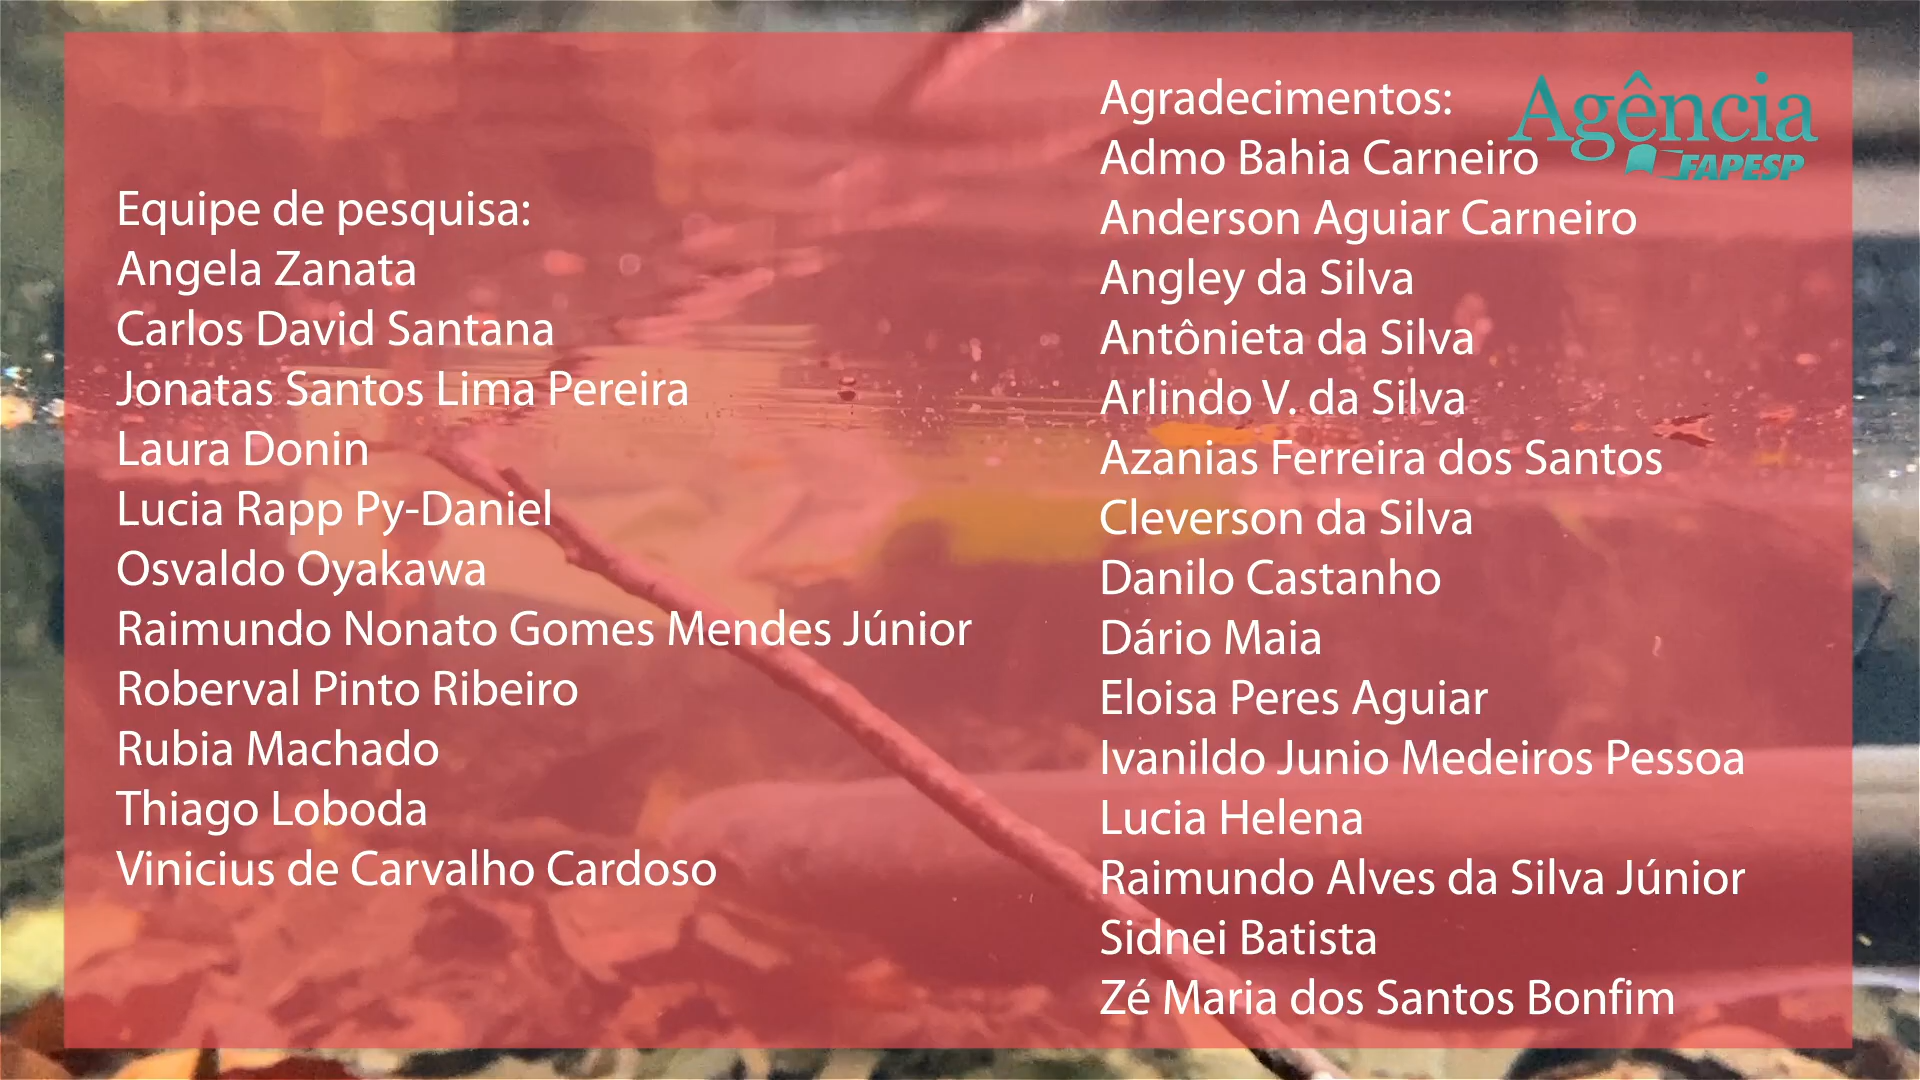 Equipe de pesquisa:
Angela Zanata
Carlos David Santana
Jonatas Santos Lima Pereira
Laura Donin
Lucia Rapp Py-Daniel
Osvaldo Oyakawa
Raimundo Nonato Gomes Mendes Júnior
Roberval Pinto Ribeiro
Rubia Machado
Thiago Loboda
Vinicius de Carvalho Cardoso
Agradecimentos:
Admo Bahia Carneiro
Anderson Aguiar Carneiro
Angley da Silva
Antônieta da Silva
Arlindo V. da Silva
Azanias Ferreira dos Santos
Cleverson da Silva
Danilo Castanho
Dário Maia
Eloisa Peres Aguiar
Ivanildo Junio Medeiros Pessoa
Lucia Helena
Raimundo Alves da Silva Júnior
Sidnei Batista
Zé Maria dos Santos Bonfim
Agência
FAPESP